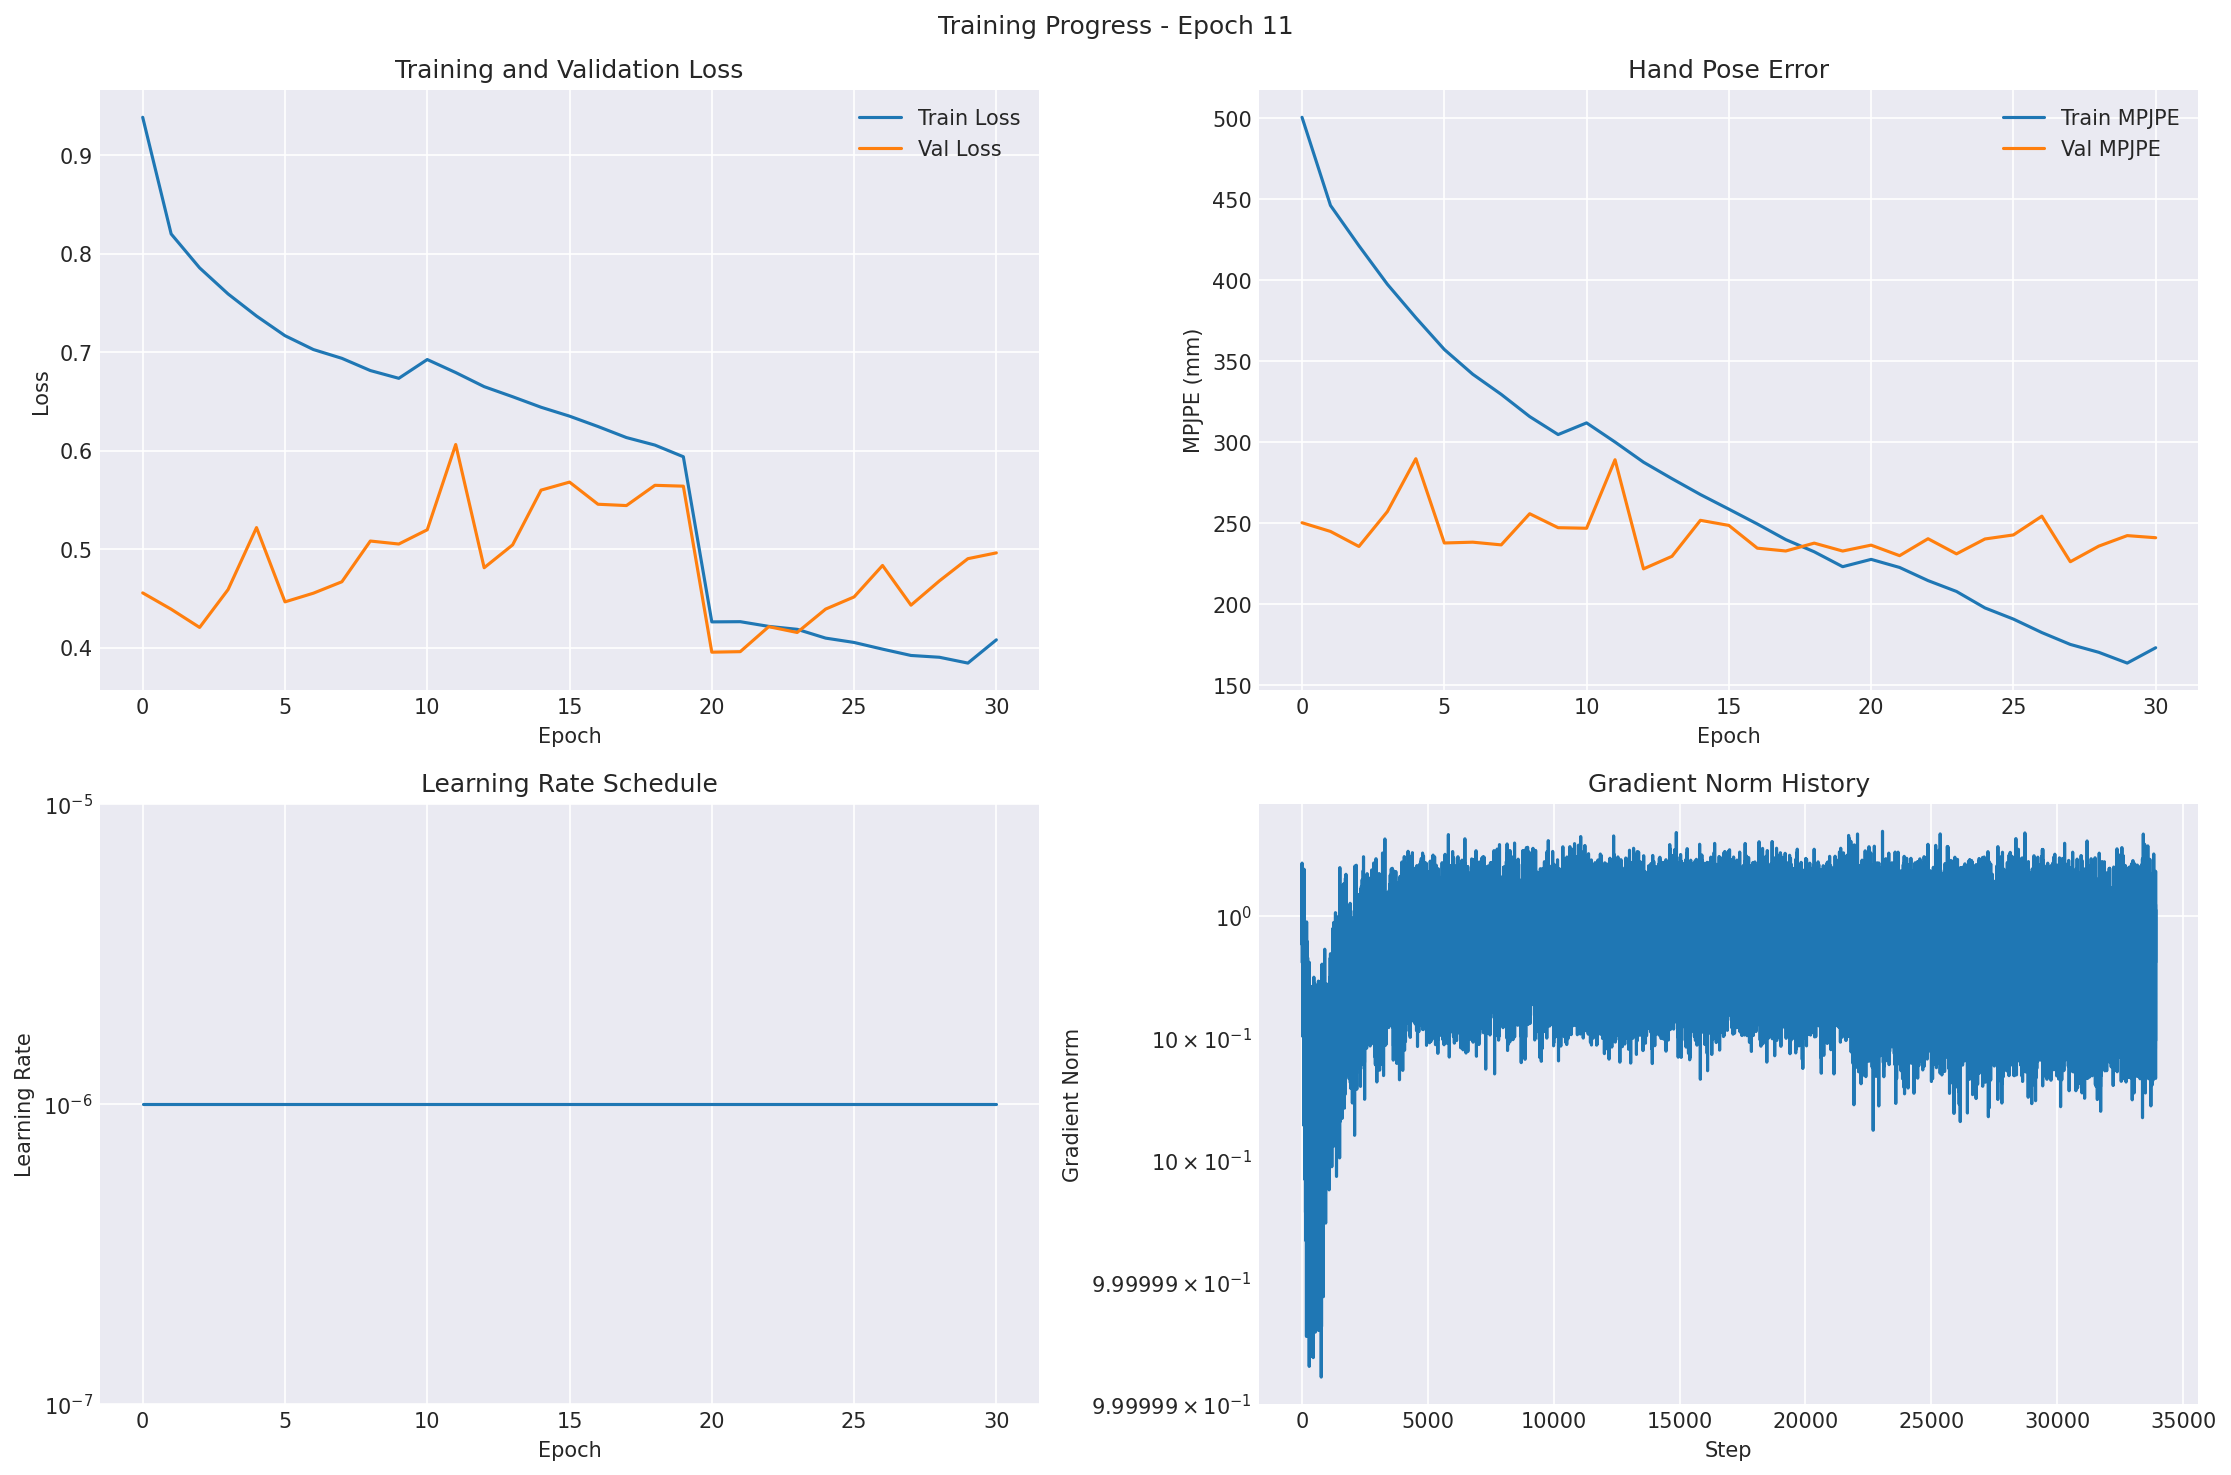 Training Progress - Epoch 11
Training and Validation Loss
Train Loss
Val Loss
0.9
0.8
0.7
0.6
0.5
0.4
Loss
0 5 10 15 20 25 30
Epoch
Hand Pose Error
Train MPJPE
Val MPJPE
500
450
400
350
300
250
200
150
MPJPE (mm)
0 5 10 15 20 25 30
Epoch
Learning Rate Schedule
10⁻⁵
10⁻⁶
10⁻⁷
Learning Rate
0 5 10 15 20 25 30
Epoch
Gradient Norm History
10⁰
10 × 10⁻¹
10 × 10⁻¹
9.99999 × 10⁻¹
9.99999 × 10⁻¹
Gradient Norm
0 5000 10000 15000 20000 25000 30000 35000
Step